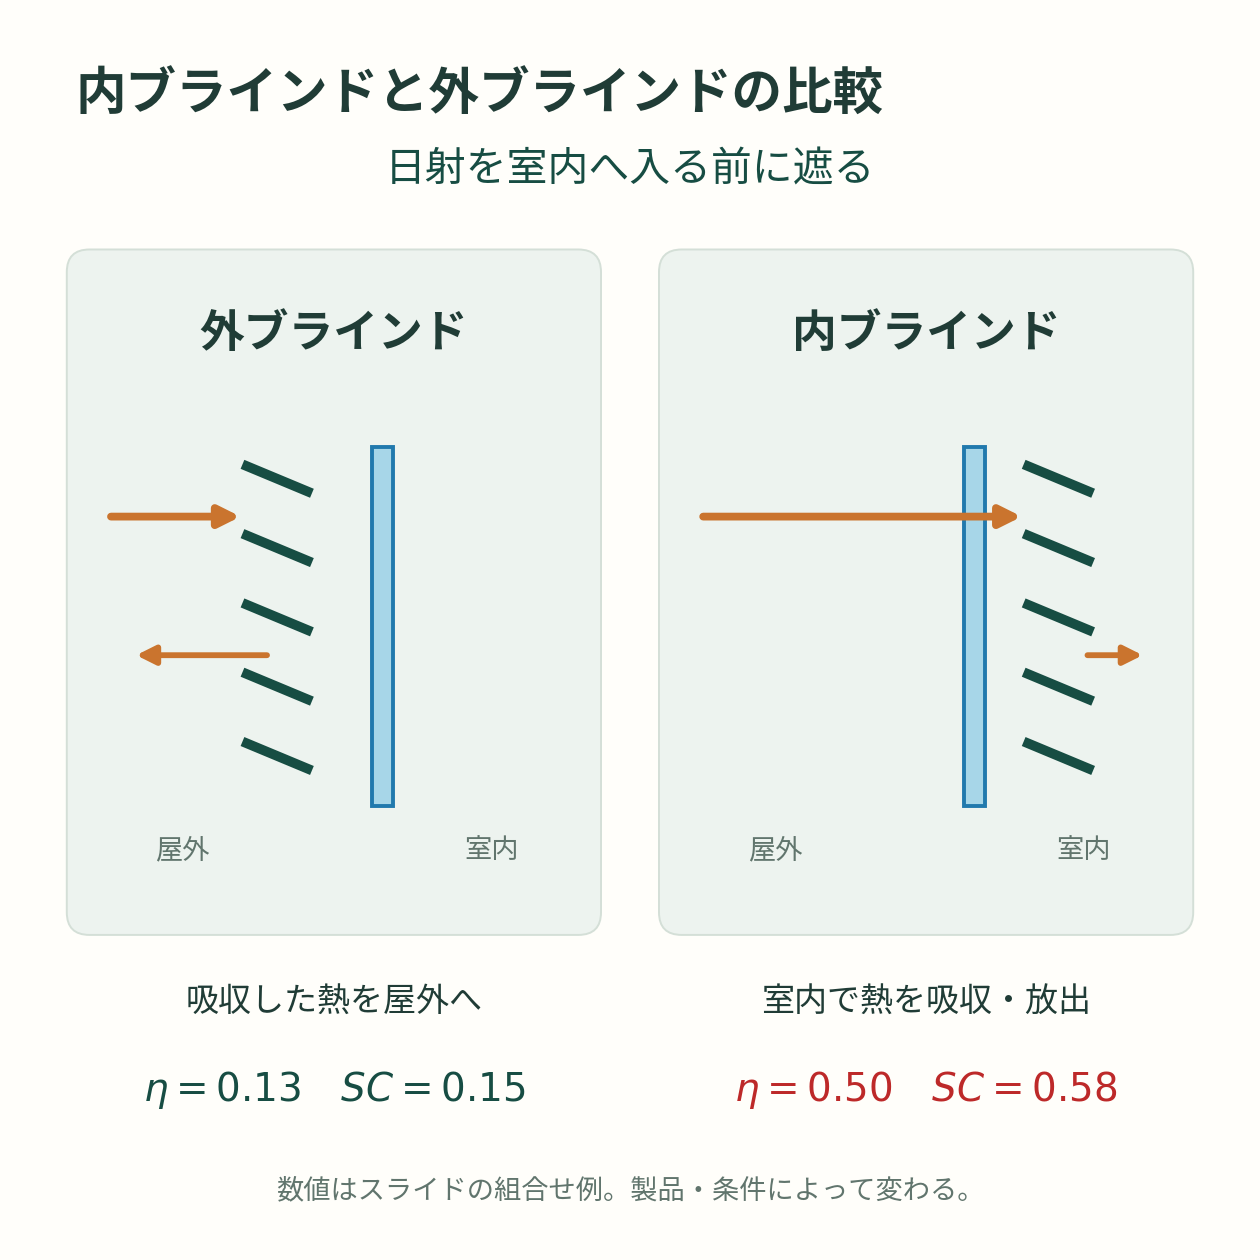 内ブラインドと外ブラインドの比較
日射を室内へ入る前に遮る
外ブラインド
屋外 室内
吸収した熱を屋外へ
η = 0.13 SC = 0.15
内ブラインド
屋外 室内
室内で熱を吸収・放出
η = 0.50 SC = 0.58
数値はスライドの組合せ例。製品・条件によって変わる。